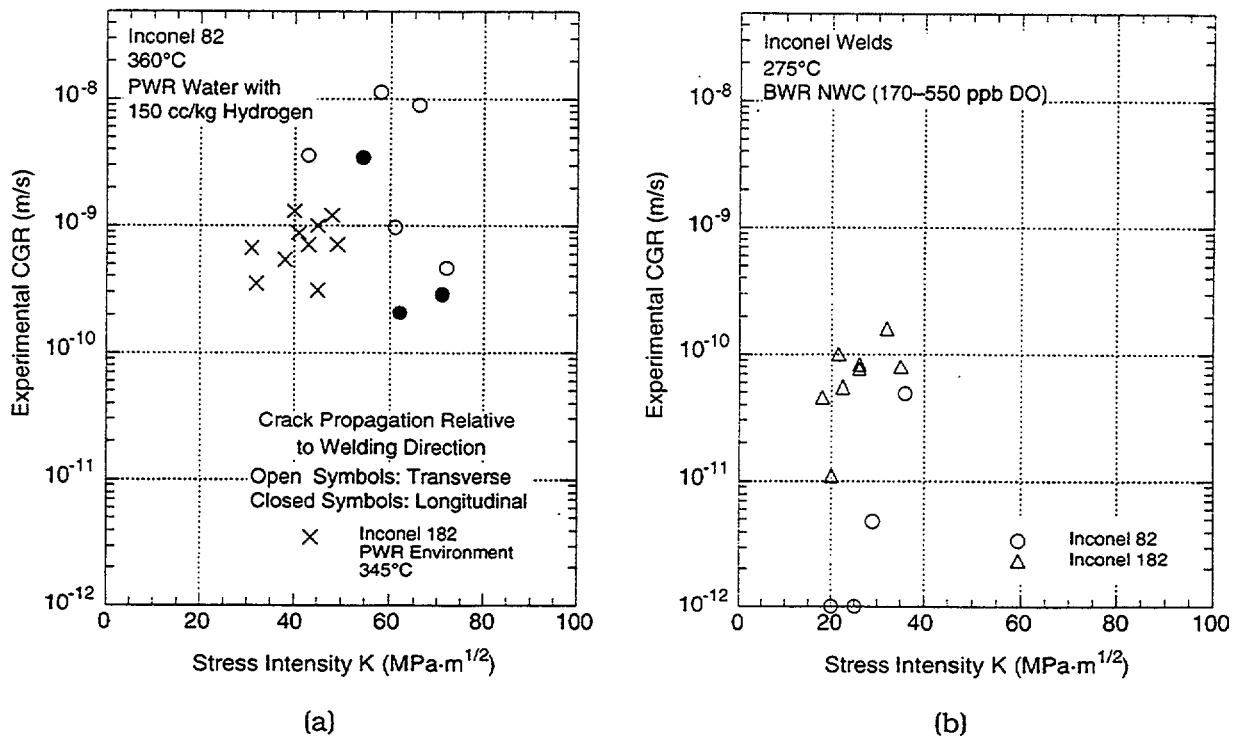 Inconel 82
360°C
PWR Water with
150 cc/kg Hydrogen
10-8
10-9
10-10
10-11
10-12
Experimental CGR (m/s)
Crack Propagation Relative
to Welding Direction
Open Symbols: Transverse
Closed Symbols: Longitudinal
Inconel 182
PWR Environment
345°C
0 20 40 60 80 100
Stress Intensity K (MPa·m1/2)
(a)
Inconel Welds
275°C
BWR NWC (170–550 ppb DO)
10-8
10-9
10-10
10-11
10-12
Experimental CGR (m/s)
Inconel 82
Inconel 182
0 20 40 60 80 100
Stress Intensity K (MPa·m1/2)
(b)